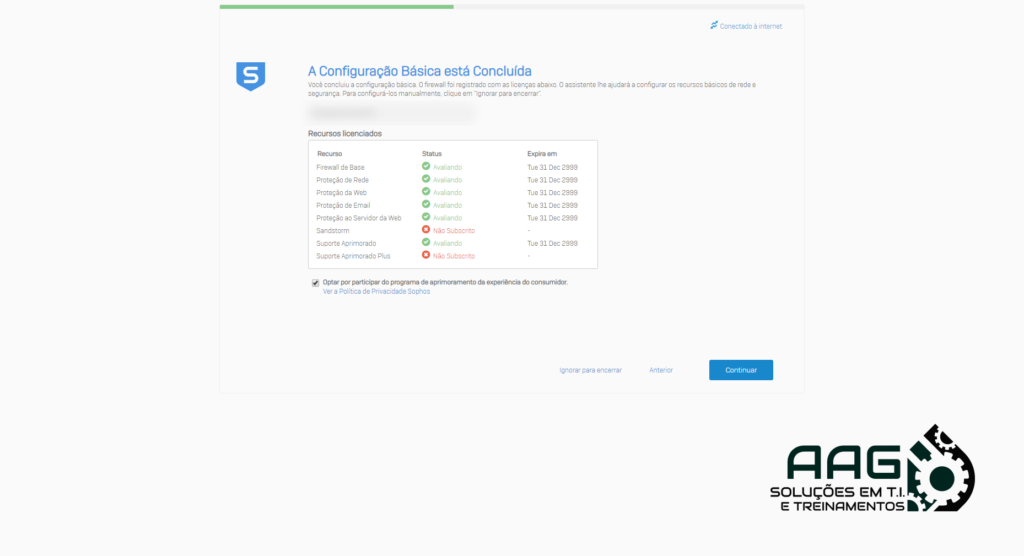 Conectado à internet
A Configuração Básica está Concluída
Você concluiu a configuração básica. O firewall foi registrado com as licenças abaixo. O assistente lhe ajudará a configurar os recursos básicos de rede e
segurança. Para configurá-los manualmente, clique em "Ignorar para encerrar".
Recursos licenciados
Recurso Status Expira em
Firewall de Base Avaliando Tue 31 Dec 2999
Proteção de Rede Avaliando Tue 31 Dec 2999
Proteção da Web Avaliando Tue 31 Dec 2999
Proteção de Email Avaliando Tue 31 Dec 2999
Proteção ao Servidor da Web Avaliando Tue 31 Dec 2999
Sandstorm Não Subscrito -
Suporte Aprimorado Avaliando Tue 31 Dec 2999
Suporte Aprimorado Plus Não Subscrito -
Optar por participar do programa de aprimoramento da experiência do consumidor.
Ver a Política de Privacidade Sophos
Ignorar para encerrar Anterior Continuar
AAG
SOLUÇÕES EM T.I.
E TREINAMENTOS